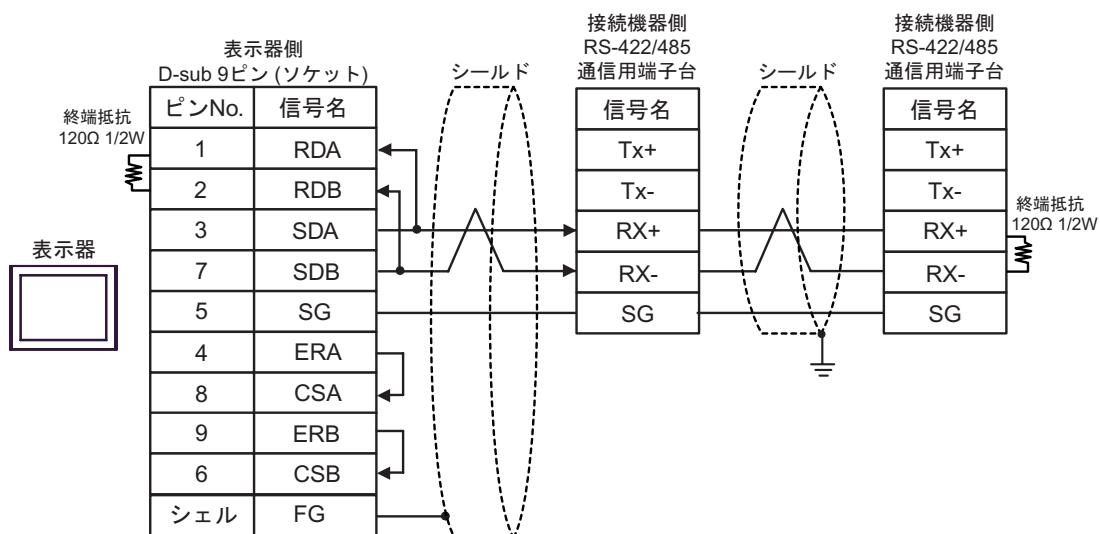 表示器側
D-sub 9ピン (ソケット)
終端抵抗
120Ω 1/2W
表示器
ピンNo. 信号名
1 RDA
2 RDB
3 SDA
7 SDB
5 SG
4 ERA
8 CSA
9 ERB
6 CSB
シェル FG
シールド
接続機器側
RS-422/485
通信用端子台
信号名
Tx+
Tx-
RX+
RX-
SG
シールド
接続機器側
RS-422/485
通信用端子台
信号名
Tx+
Tx-
RX+
RX-
SG
終端抵抗
120Ω 1/2W